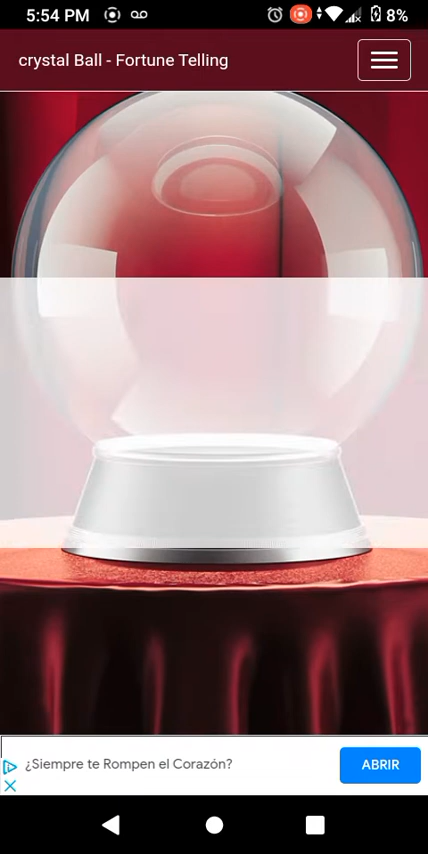 5:54 PM 8%
crystal Ball - Fortune Telling
¿Siempre te Rompen el Corazón?
ABRIR